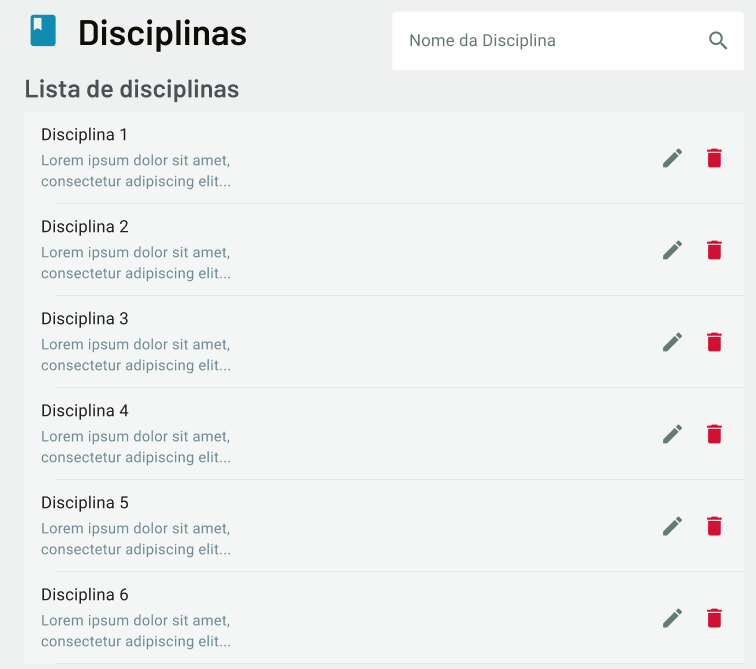 Disciplinas
Nome da Disciplina
Lista de disciplinas
Disciplina 1
Lorem ipsum dolor sit amet,
consectetur adipiscing elit...
Disciplina 2
Lorem ipsum dolor sit amet,
consectetur adipiscing elit...
Disciplina 3
Lorem ipsum dolor sit amet,
consectetur adipiscing elit...
Disciplina 4
Lorem ipsum dolor sit amet,
consectetur adipiscing elit...
Disciplina 5
Lorem ipsum dolor sit amet,
consectetur adipiscing elit...
Disciplina 6
Lorem ipsum dolor sit amet,
consectetur adipiscing elit...